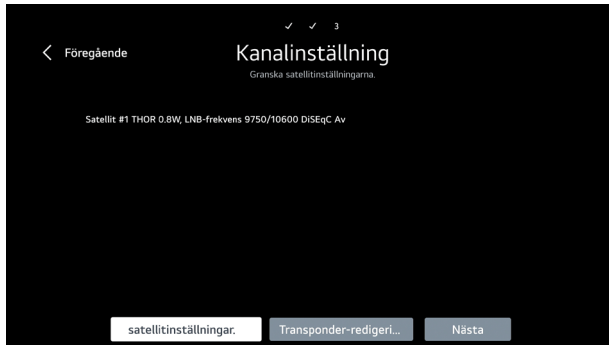 ✓ ✓ 3
Föregående
Kanalinställning
Granska satellitinställningarna.
Satellit #1 THOR 0.8W, LNB-frekvens 9750/10600 DiSEqC Av
satellitinställningar.
Transponder-redigeri...
Nästa